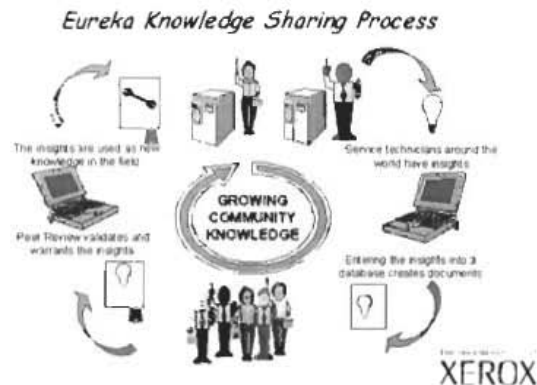 Eureka Knowledge Sharing Process
The insights are used as new
knowledge in the field
Service technicians around the
world have insights
GROWING
COMMUNITY
KNOWLEDGE
Peer Review validates and
warrants the insights
Entering the insights into a
database creates documents
XEROX